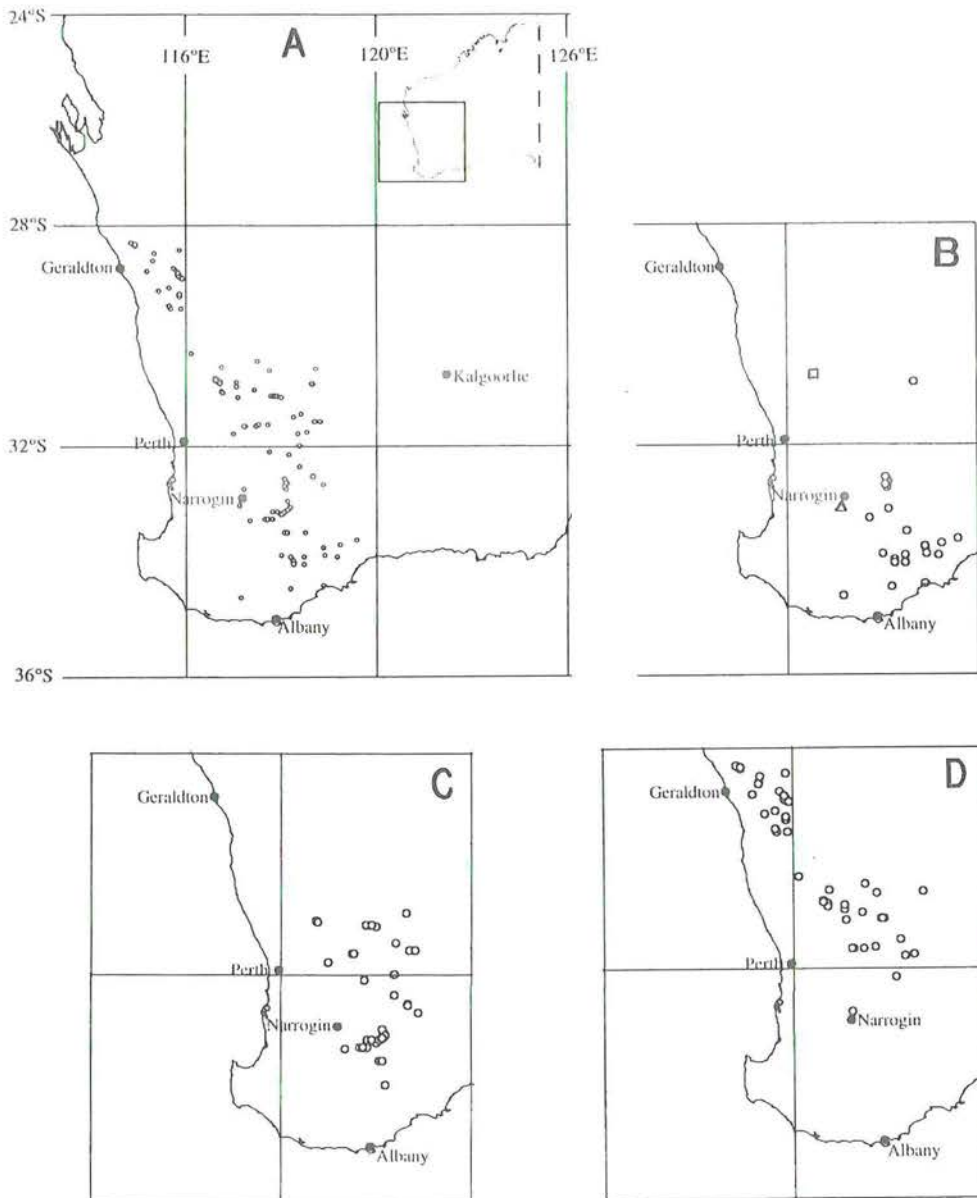 24°S
A
116°E
120°E
126°E
28°S
Geraldton
B
Geraldton
Kalgoorlie
Perth
32°S
Perth
Narrogin
Narrogin
Albany
Albany
36°S
C
D
Geraldton
Geraldton
Perth
Perth
Narrogin
Narrogin
Albany
Albany